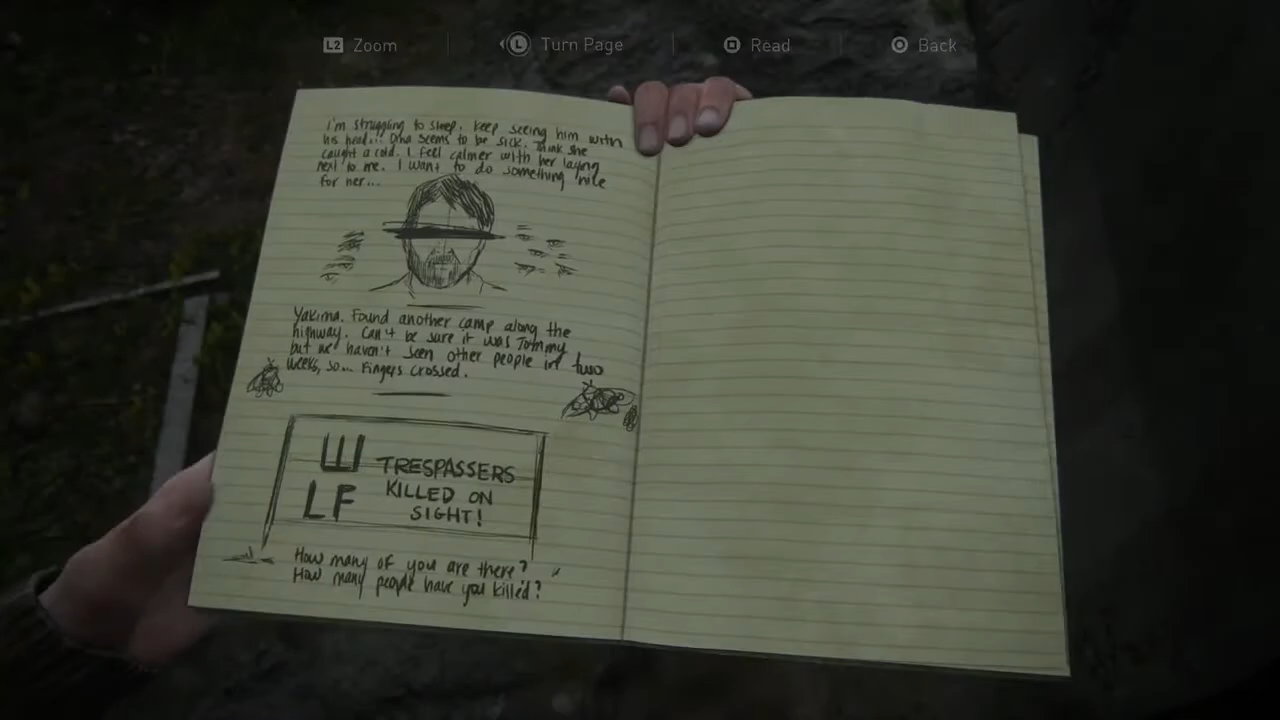 L2 Zoom
L Turn Page
Read
Back
i'm struggling to sleep. Keep seeing him with
his head... Dina seems to be sick. Think she
caught a cold. I feel calmer with her laying
next to me. I want to do something nice
for her...
Yakima. Found another camp along the
highway. Can't be sure it was Tommy
but we haven't seen other people in two
weeks, so... Fingers crossed.
Ш
LF
TRESPASSERS
KILLED ON
SIGHT!
How many of you are there?
How many people have you killed?